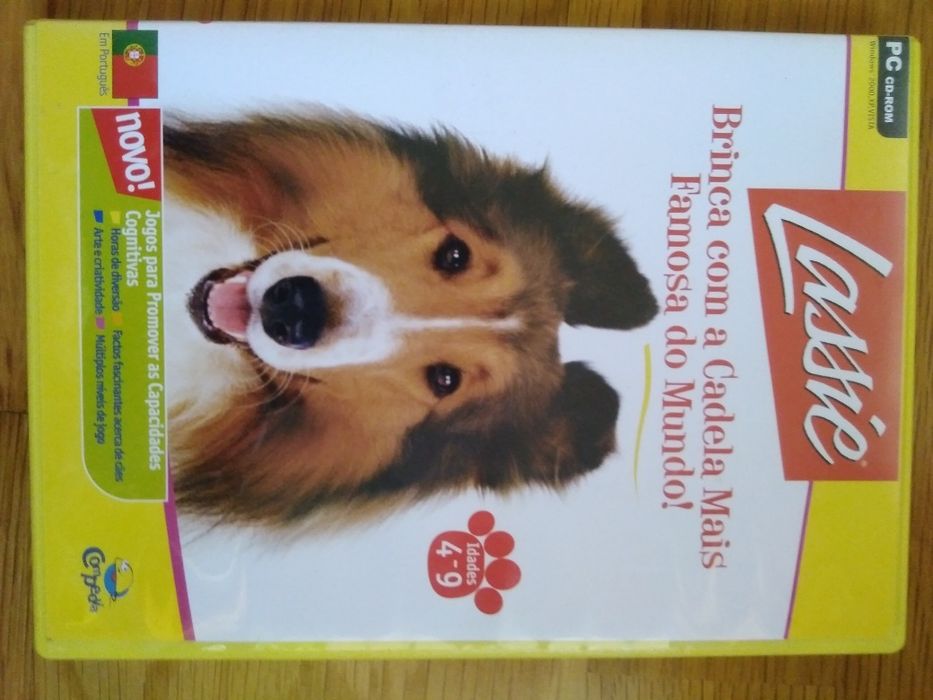 PC CD-ROM
Windows 2000,XP,VISTA
Lassie
Brinca com a Cadela Mais
Famosa do Mundo!
Idades
4-9
Em Português
novo!
Jogos para Promover as Capacidades
Cognitivas
Horas de diversão Factos fascinantes acerca de cães
Arte e criatividade Múltiplos níveis de jogo
Compedia